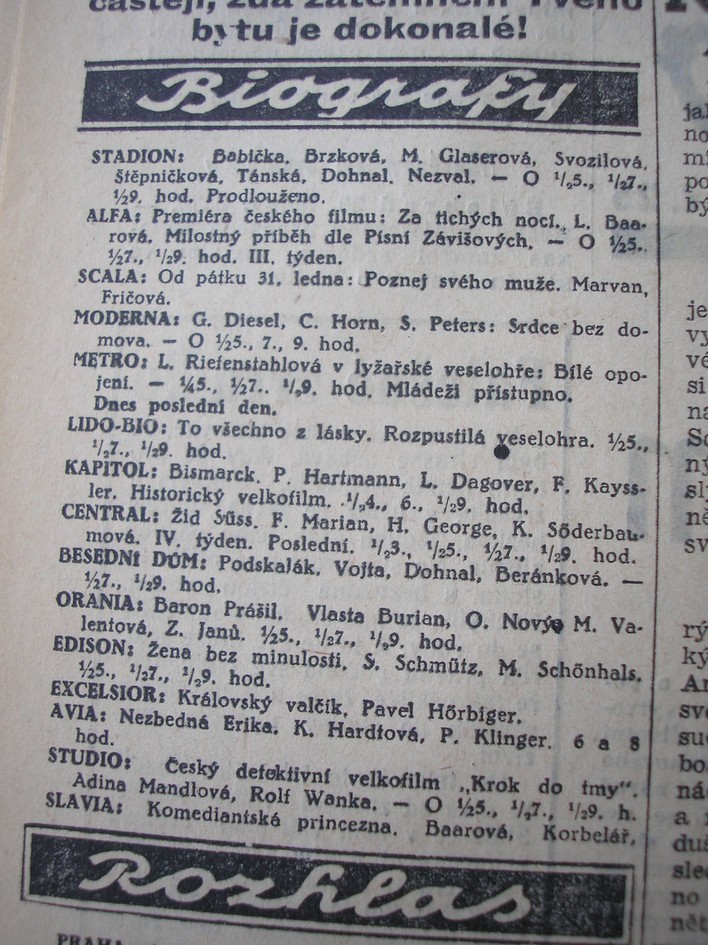 častěji, zda zatemnění Tvého
bytu je dokonalé!
Biografy
STADION: Babička. Brzková, M. Glaserová, Svozilová,
Štěpničková, Tánská, Dohnal, Nezval. — O ½5., ½7.,
½9. hod. Prodlouženo.
ALFA: Premiéra českého filmu: Za tichých nocí. L. Baa-
rová. Milostný příběh dle Písní Závišových. — O ½5.
½7., ½9. hod. III. týden.
SCALA: Od pátku 31. ledna: Poznej svého muže. Marvan,
Fričová.
MODERNA: G. Diesel, C. Horn, S. Peters: Srdce bez do-
mova. — O ½5., 7., 9. hod.
METRO: L. Riefenstahlová v lyžařské veselohře: Bílé opo-
jení. — ¼5., ½7.. ½9. hod. Mládeži přístupno.
Dnes poslední den.
LIDO-BIO: To všechno z lásky. Rozpustilá veselohra. ½5.,
½7., ½9. hod.
KAPITOL: Bismarck. P. Hartmann, L. Dagover, F. Kayss-
ler. Historický velkofilm. ½4., 6., ½9. hod.
CENTRAL: Žid Süss. F. Marian, H. George, K. Söderbau-
mová. IV. týden. Poslední. ½3., ½5., ½7., ½9. hod.
BESEDNÍ DŮM: Podskalák. Vojta, Dohnal, Beránková. —
½7., ½9. hod.
ORANIA: Baron Prášil. Vlasta Burian, O. Nový, M. Va-
lentová, Z. Janů. ½5., ½7., ½9. hod.
EDISON: Žena bez minulosti. S. Schmütz, M. Schönhals.
½5., ½7., ½9. hod.
EXCELSIOR: Královský valčík, Pavel Hörbiger.
AVIA: Nezbedná Erika. K. Hardtová, P. Klinger. 6 a 8
hod.
STUDIO: Český detektivní velkofilm „Krok do tmy“.
Adina Mandlová, Rolf Wanka. — O ½5., ½7., ½9. h.
SLAVIA: Komediantská princezna. Baarová, Korbelář,
Rozhlas